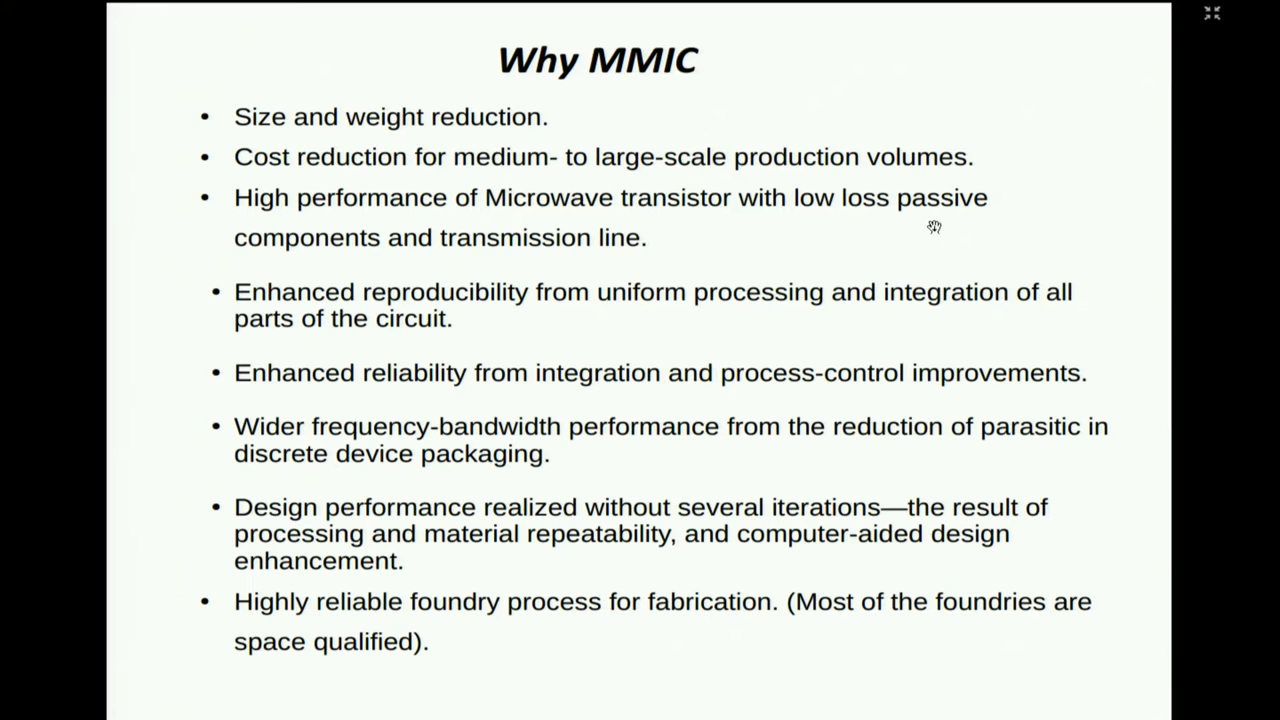 Why MMIC
• Size and weight reduction.
• Cost reduction for medium- to large-scale production volumes.
• High performance of Microwave transistor with low loss passive
components and transmission line.
• Enhanced reproducibility from uniform processing and integration of all
parts of the circuit.
• Enhanced reliability from integration and process-control improvements.
• Wider frequency-bandwidth performance from the reduction of parasitic in
discrete device packaging.
• Design performance realized without several iterations—the result of
processing and material repeatability, and computer-aided design
enhancement.
• Highly reliable foundry process for fabrication. (Most of the foundries are
space qualified).